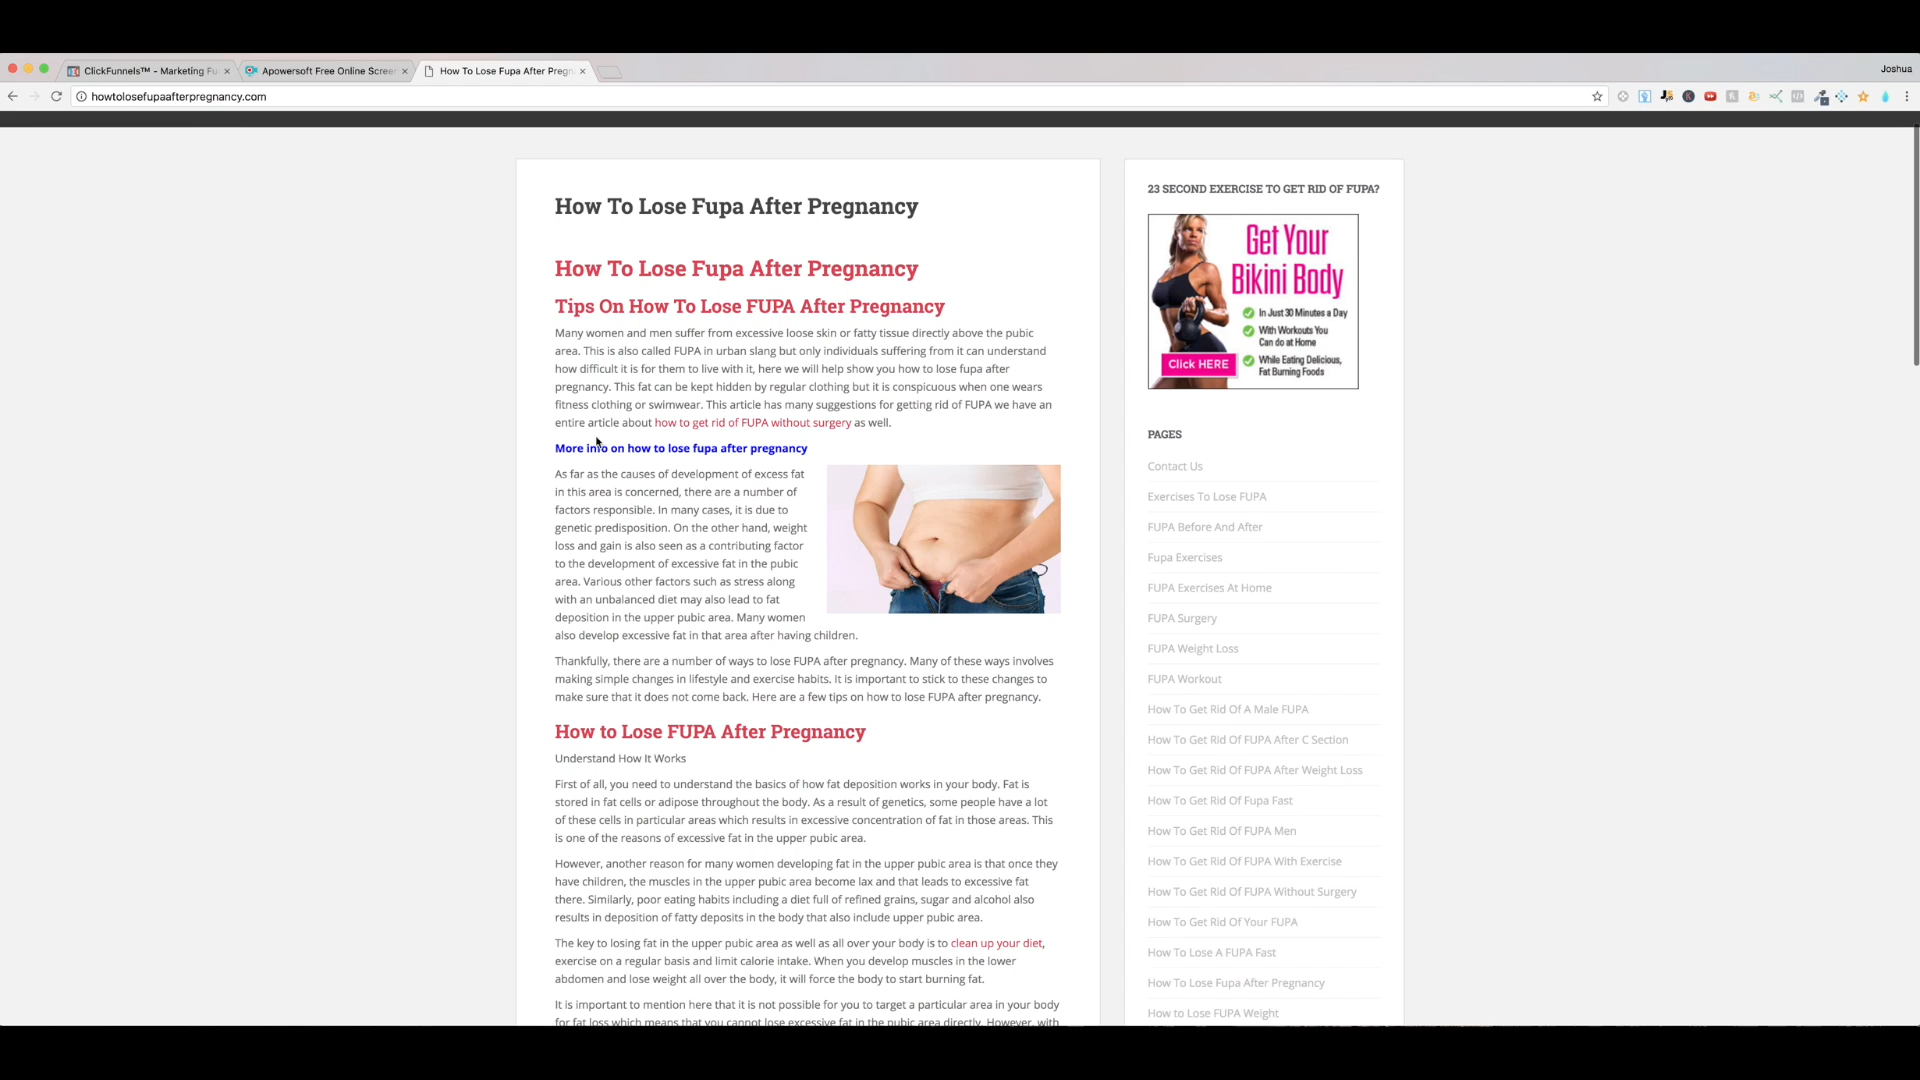 ClickFunnels™ - Marketing Fu
Apowersoft Free Online Scree
How To Lose Fupa After Pregn
Joshua
howtolosefupaafterpregnancy.com
How To Lose Fupa After Pregnancy
How To Lose Fupa After Pregnancy
Tips On How To Lose FUPA After Pregnancy
Many women and men suffer from excessive loose skin or fatty tissue directly above the pubic
area. This is also called FUPA in urban slang but only individuals suffering from it can understand
how difficult it is for them to live with it, here we will help show you how to lose fupa after
pregnancy. This fat can be kept hidden by regular clothing but it is conspicuous when one wears
fitness clothing or swimwear. This article has many suggestions for getting rid of FUPA we have an
entire article about how to get rid of FUPA without surgery as well.
More info on how to lose fupa after pregnancy
As far as the causes of development of excess fat
in this area is concerned, there are a number of
factors responsible. In many cases, it is due to
genetic predisposition. On the other hand, weight
loss and gain is also seen as a contributing factor
to the development of excessive fat in the pubic
area. Various other factors such as stress along
with an unbalanced diet may also lead to fat
deposition in the upper pubic area. Many women
also develop excessive fat in that area after having children.
Thankfully, there are a number of ways to lose FUPA after pregnancy. Many of these ways involves
making simple changes in lifestyle and exercise habits. It is important to stick to these changes to
make sure that it does not come back. Here are a few tips on how to lose FUPA after pregnancy.
How to Lose FUPA After Pregnancy
Understand How It Works
First of all, you need to understand the basics of how fat deposition works in your body. Fat is
stored in fat cells or adipose throughout the body. As a result of genetics, some people have a lot
of these cells in particular areas which results in excessive concentration of fat in those areas. This
is one of the reasons of excessive fat in the upper pubic area.
However, another reason for many women developing fat in the upper pubic area is that once they
have children, the muscles in the upper pubic area become lax and that leads to excessive fat
there. Similarly, poor eating habits including a diet full of refined grains, sugar and alcohol also
results in deposition of fatty deposits in the body that also include upper pubic area.
The key to losing fat in the upper pubic area as well as all over your body is to clean up your diet,
exercise on a regular basis and limit calorie intake. When you develop muscles in the lower
abdomen and lose weight all over the body, it will force the body to start burning fat.
It is important to mention here that it is not possible for you to target a particular area in your body
for fat loss which means that you cannot lose excessive fat in the pubic area directly. However, with
23 SECOND EXERCISE TO GET RID OF FUPA?
Get Your
Bikini Body
In Just 30 Minutes a Day
With Workouts You
Can do at Home
While Eating Delicious,
Fat Burning Foods
Click HERE
PAGES
Contact Us
Exercises To Lose FUPA
FUPA Before And After
Fupa Exercises
FUPA Exercises At Home
FUPA Surgery
FUPA Weight Loss
FUPA Workout
How To Get Rid Of A Male FUPA
How To Get Rid Of FUPA After C Section
How To Get Rid Of FUPA After Weight Loss
How To Get Rid Of Fupa Fast
How To Get Rid Of FUPA Men
How To Get Rid Of FUPA With Exercise
How To Get Rid Of FUPA Without Surgery
How To Get Rid Of Your FUPA
How To Lose A FUPA Fast
How To Lose Fupa After Pregnancy
How to Lose FUPA Weight